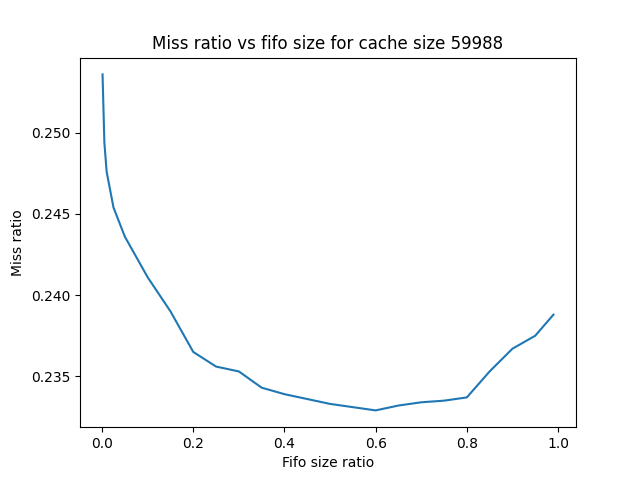 Miss ratio vs fifo size for cache size 59988
Miss ratio
0.250
0.245
0.240
0.235
0.0 0.2 0.4 0.6 0.8 1.0
Fifo size ratio